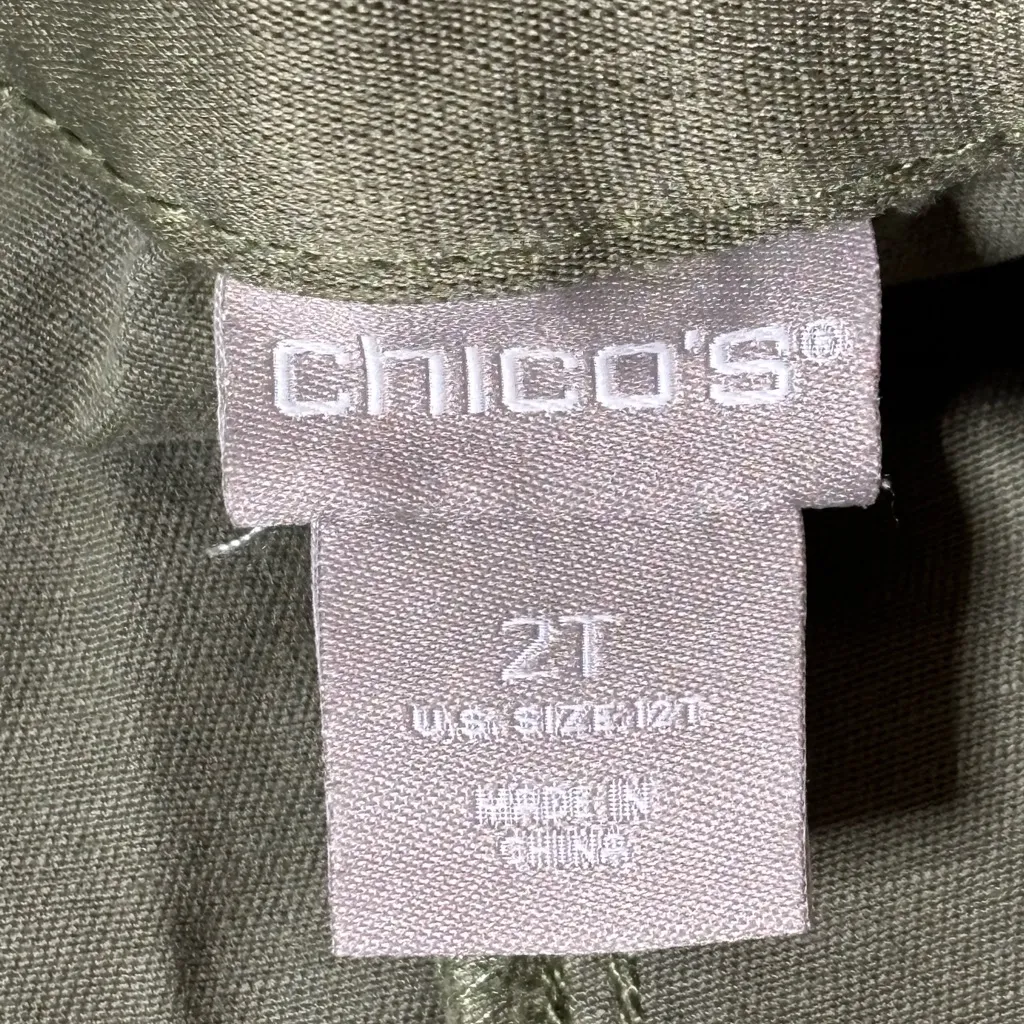 chico's®
2T
U.S. SIZE 12T
MADE IN
CHINA